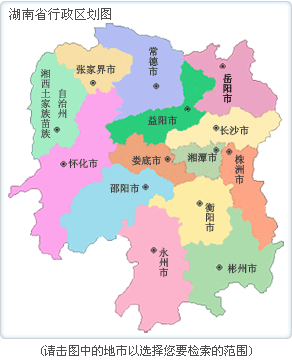 湖南省行政区划图
常德市
张家界市
岳阳市
湘西土家族苗族
自治州
益阳市
长沙市
怀化市
娄底市
湘潭市
株洲市
邵阳市
衡阳市
永州市
彬州市
(请击图中的地市以选择您要检索的范围)